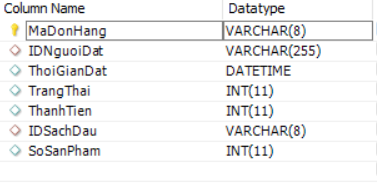 Column Name Datatype
MaDonHang VARCHAR(8)
IDNguoiDat VARCHAR(255)
ThoiGianDat DATETIME
TrangThai INT(11)
ThanhTien INT(11)
IDSachDau VARCHAR(8)
SoSanPham INT(11)